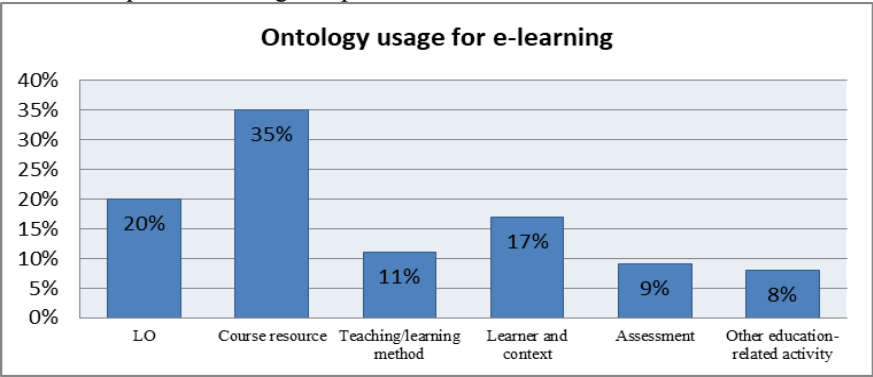 Ontology usage for e-learning
40%
35%
30%
25%
20%
15%
10%
5%
0%
20%
35%
11%
17%
9%
8%
LO
Course resource
Teaching/learning
method
Learner and
context
Assessment
Other education-
related activity